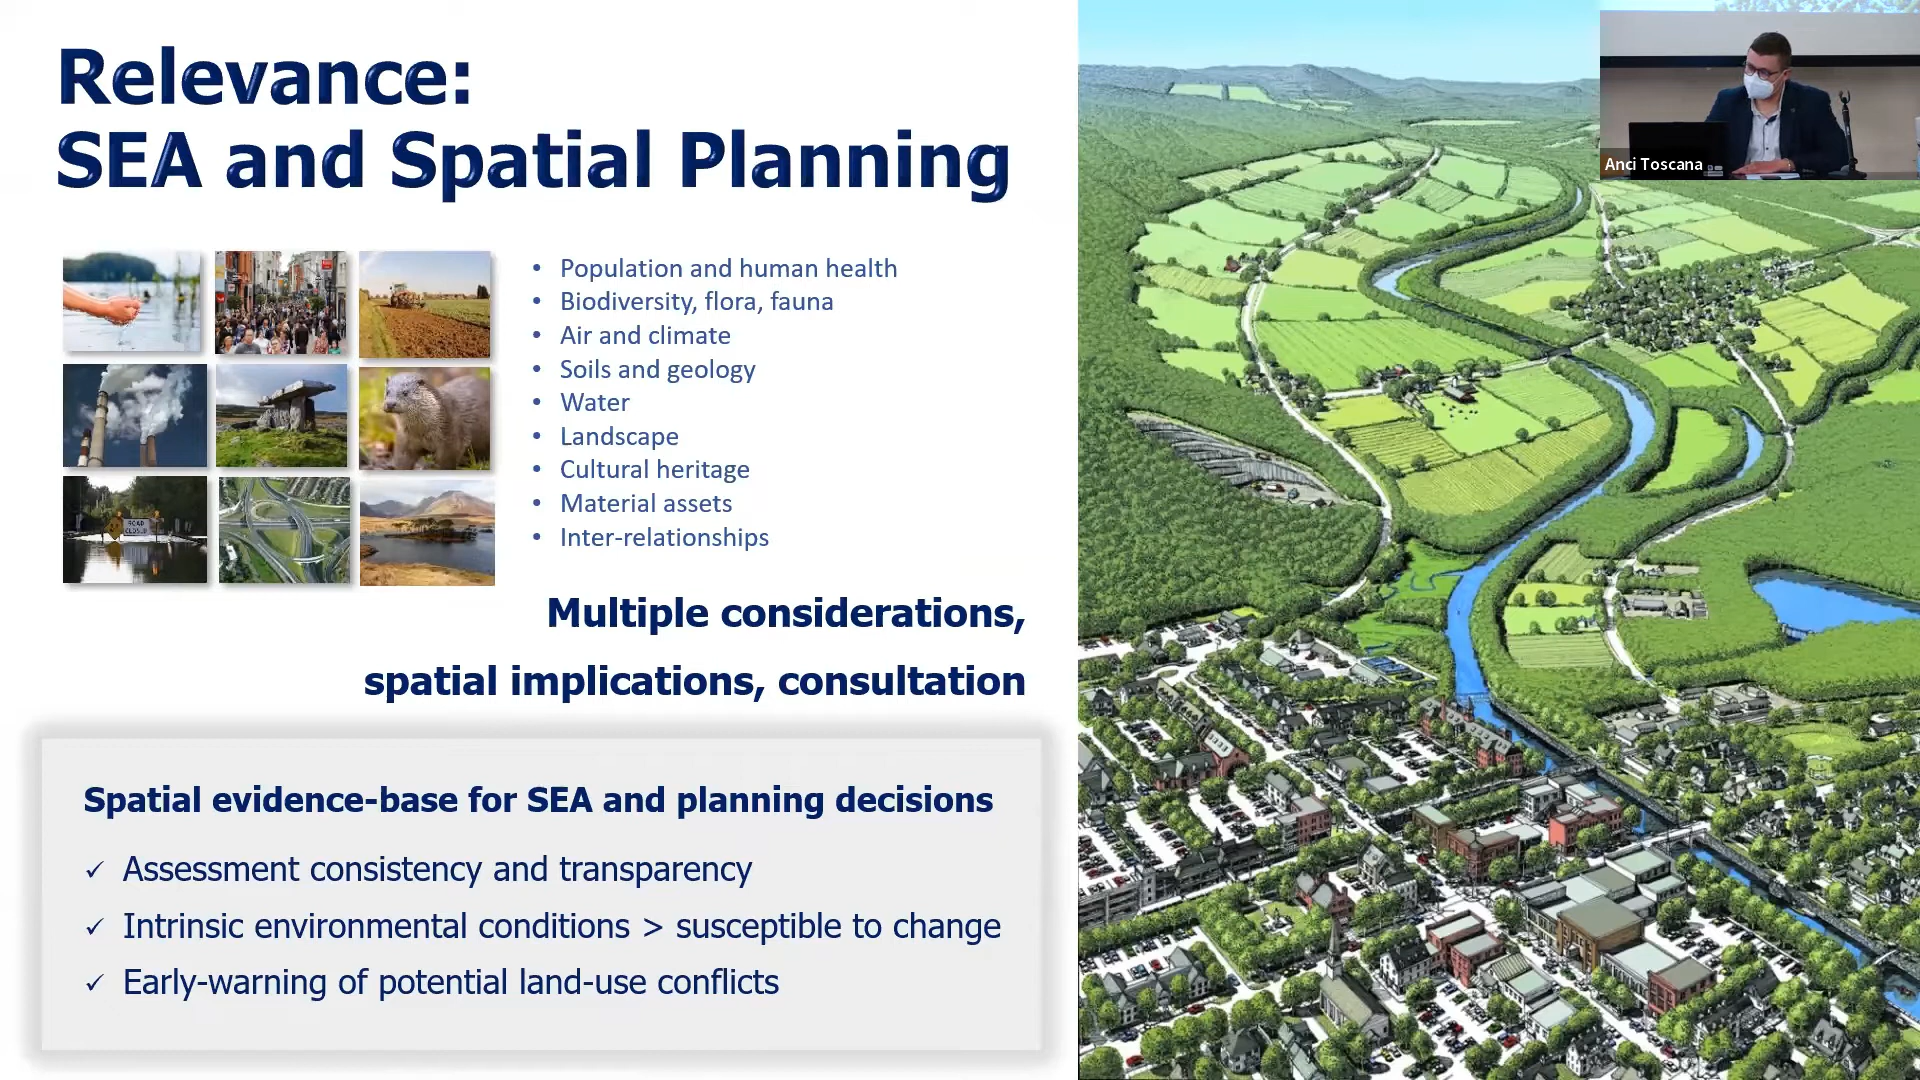 Relevance:
SEA and Spatial Planning
Anci Toscana
• Population and human health
• Biodiversity, flora, fauna
• Air and climate
• Soils and geology
• Water
• Landscape
• Cultural heritage
• Material assets
• Inter-relationships
ROAD
CLOSED
Multiple considerations,
spatial implications, consultation
Spatial evidence-base for SEA and planning decisions
✓ Assessment consistency and transparency
✓ Intrinsic environmental conditions > susceptible to change
✓ Early-warning of potential land-use conflicts